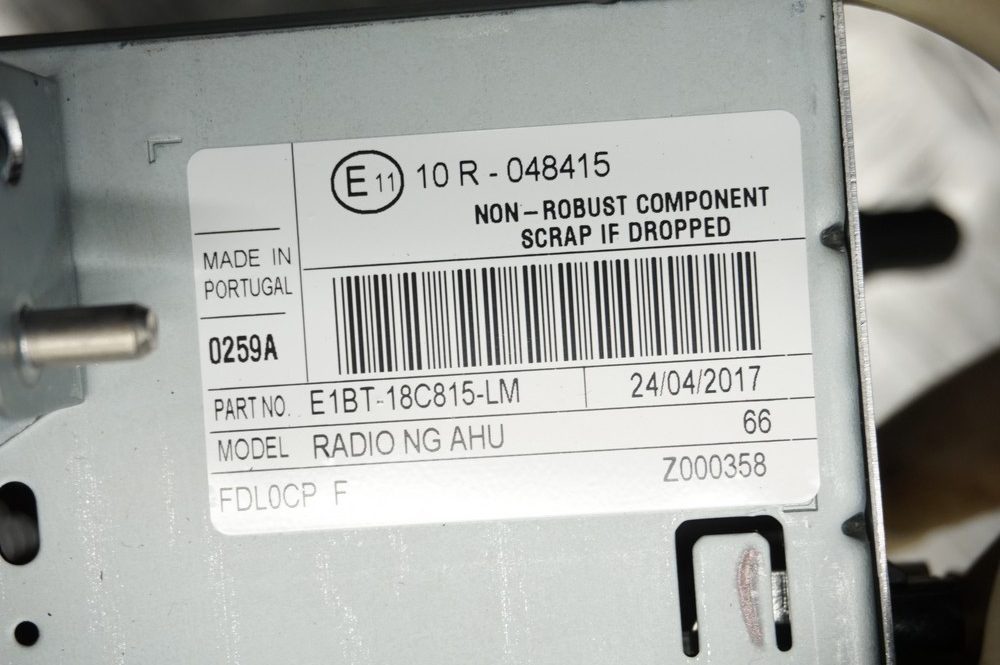 E 11 10 R - 048415
NON-ROBUST COMPONENT
SCRAP IF DROPPED
MADE IN
PORTUGAL
0259A
PART NO. E1BT-18C815-LM 24/04/2017
MODEL RADIO NG AHU 66
FDL0CP F Z000358